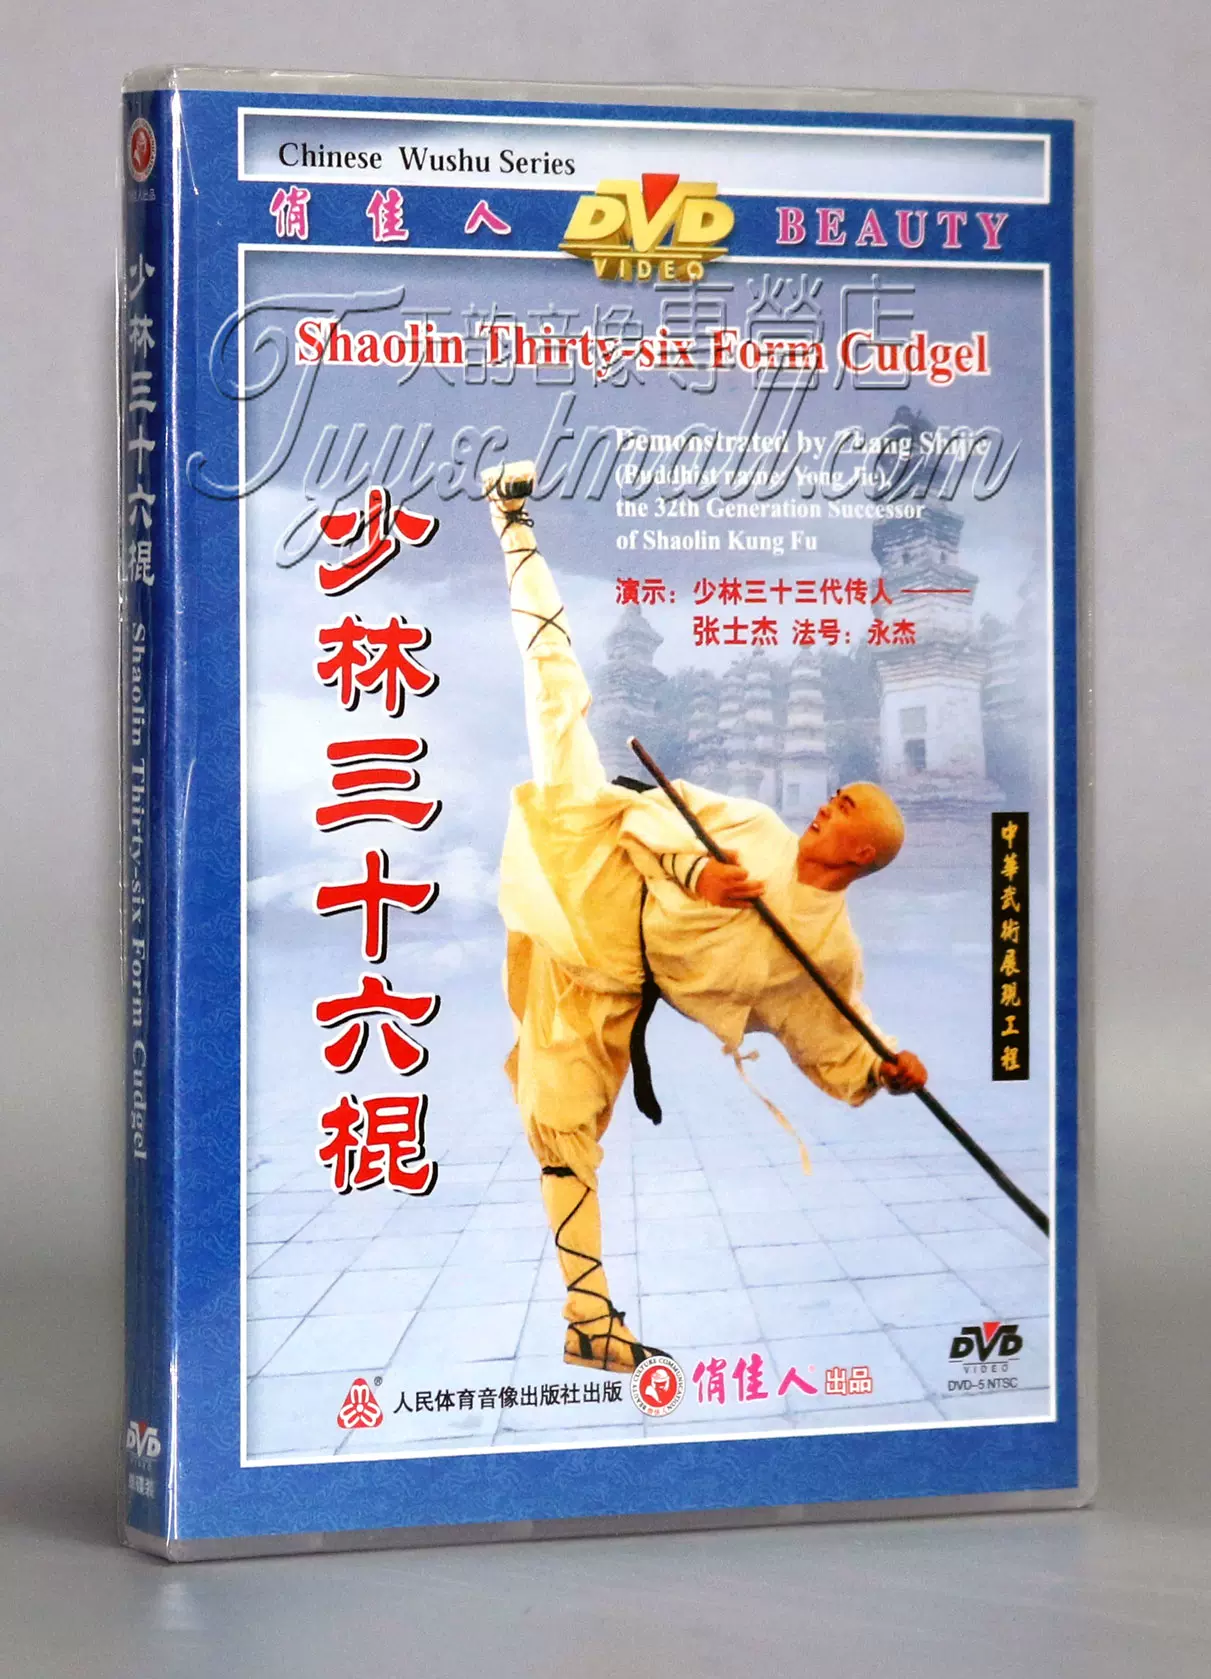 Chinese Wushu Series
俏佳人
DVD
VIDEO
BEAUTY
天韵音像專營店
Tyyx.tmall.com
Shaolin Thirty-six Form Cudgel
Demonstrated by Zhang Shijie
(Buddhist name: Yong Jie),
the 32th Generation Successor
of Shaolin Kung Fu
演示：少林三十三代传人——
张士杰 法号：永杰
少林三十六棍
中華武術展現工程
人民体育音像出版社出版
俏佳人
出品
DVD
VIDEO
DVD-5 NTSC
少林三十六棍
Shaolin Thirty-six Form Cudgel
DVD
VIDEO